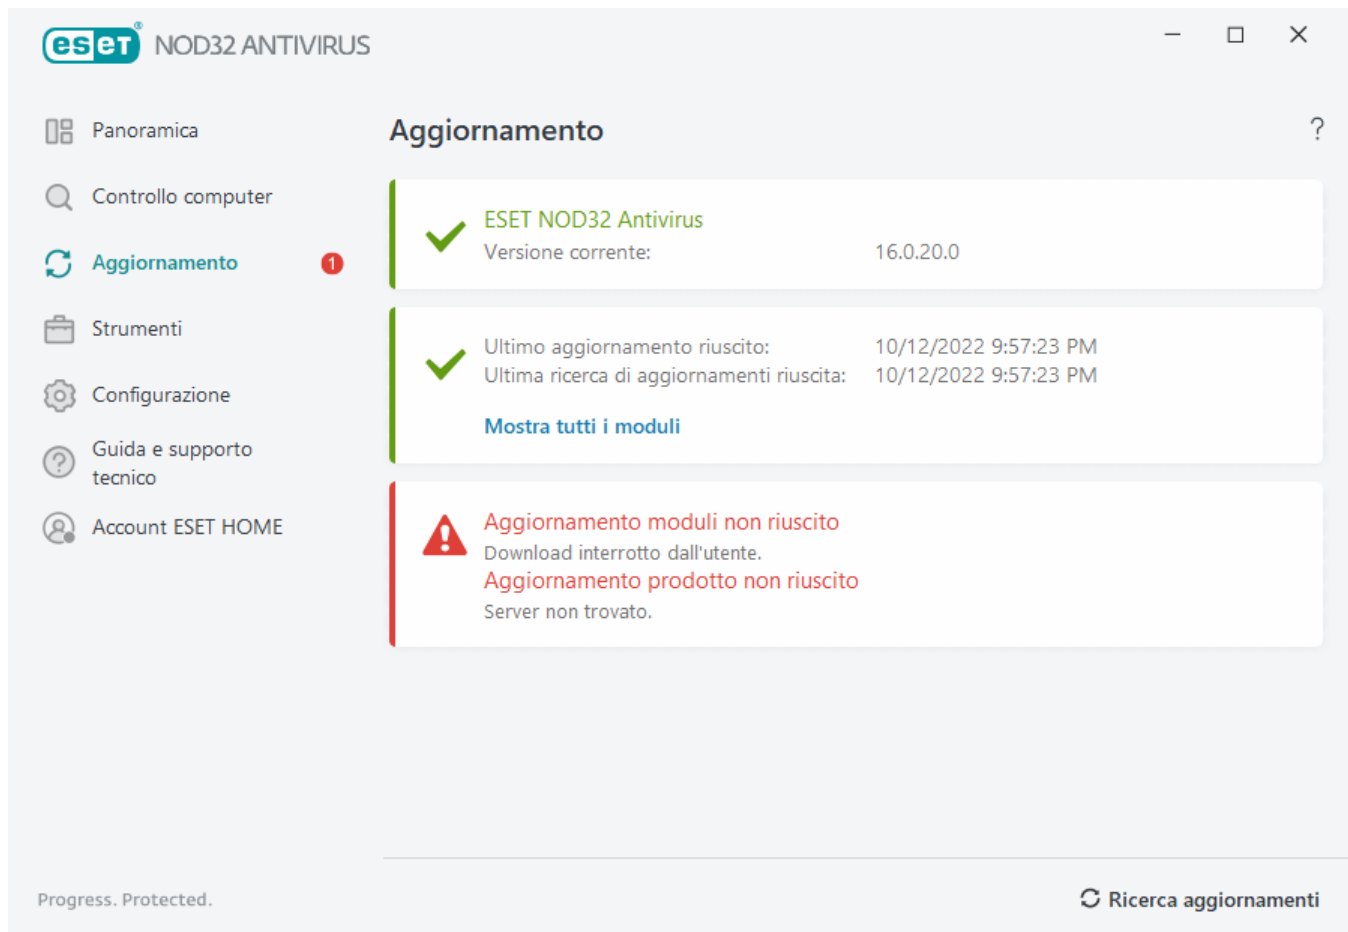 eset® NOD32 ANTIVIRUS
Panoramica
Controllo computer
Aggiornamento 1
Strumenti
Configurazione
Guida e supporto
tecnico
Account ESET HOME
Aggiornamento ?
ESET NOD32 Antivirus
Versione corrente: 16.0.20.0
Ultimo aggiornamento riuscito: 10/12/2022 9:57:23 PM
Ultima ricerca di aggiornamenti riuscita: 10/12/2022 9:57:23 PM
Mostra tutti i moduli
Aggiornamento moduli non riuscito
Download interrotto dall'utente.
Aggiornamento prodotto non riuscito
Server non trovato.
Progress. Protected.
Ricerca aggiornamenti